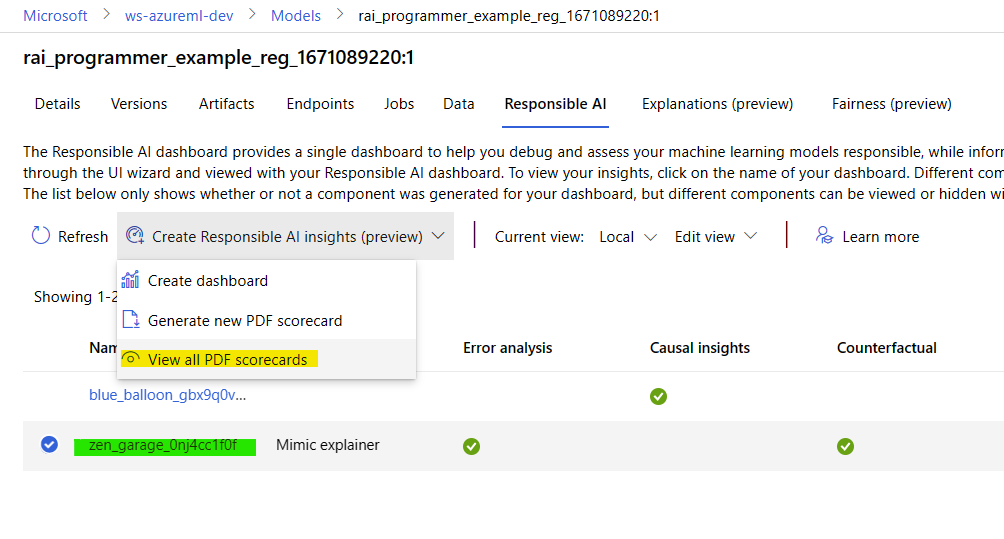 Microsoft > ws-azureml-dev > Models > rai_programmer_example_reg_1671089220:1
rai_programmer_example_reg_1671089220:1
Details Versions Artifacts Endpoints Jobs Data Responsible AI Explanations (preview) Fairness (preview)
The Responsible AI dashboard provides a single dashboard to help you debug and assess your machine learning models responsible, while infor
through the UI wizard and viewed with your Responsible AI dashboard. To view your insights, click on the name of your dashboard. Different com
The list below only shows whether or not a component was generated for your dashboard, but different components can be viewed or hidden wi
Refresh Create Responsible AI insights (preview) Current view: Local Edit view Learn more
Create dashboard
Showing 1-2
Generate new PDF scorecard
View all PDF scorecards
Nam Error analysis Causal insights Counterfactual
blue_balloon_gbx9q0v...
zen_garage_0nj4cc1f0f Mimic explainer